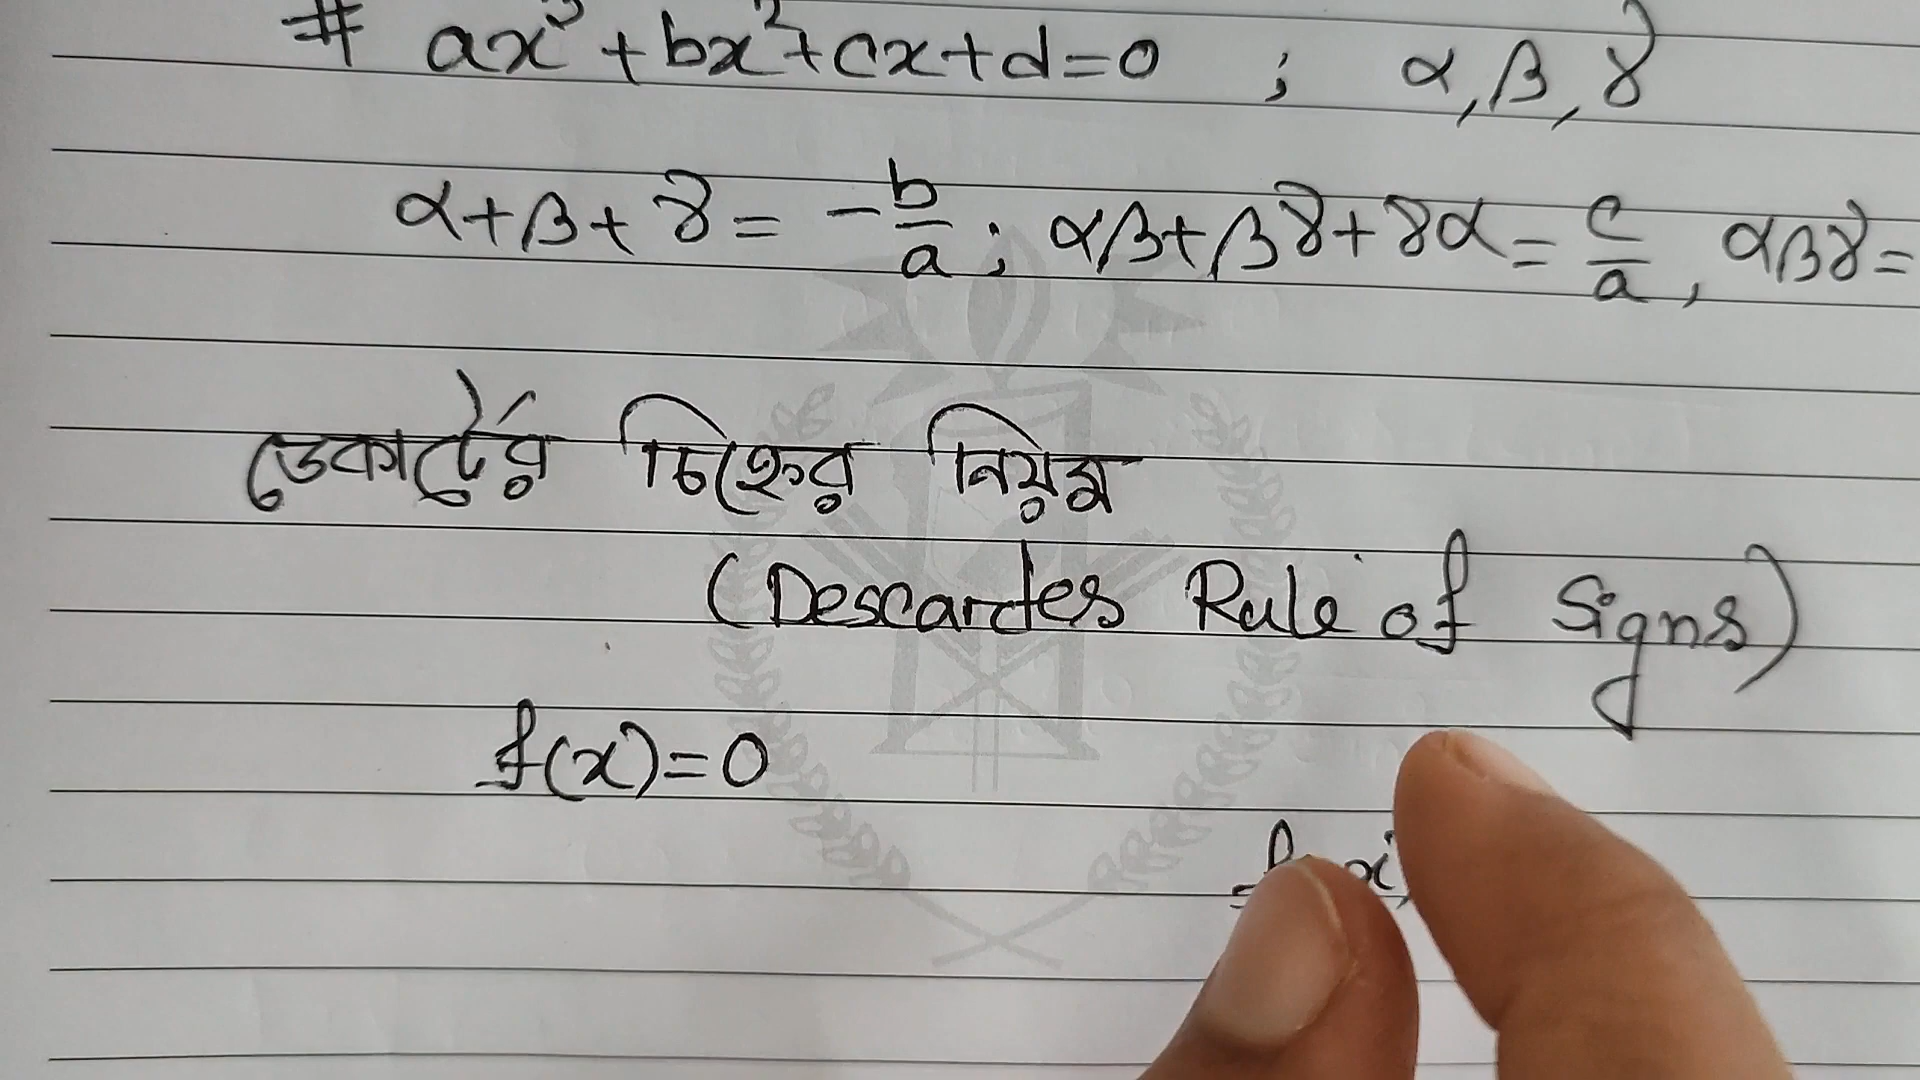 # ax³ + bx² + cx + d = 0 ; α, β, γ
α + β + γ = -b/a ; αβ + βγ + γα = c/a , αβγ =
ডেকার্টের চিহ্নের নিয়ম
(Descartes Rule of Signs)
f(x) = 0